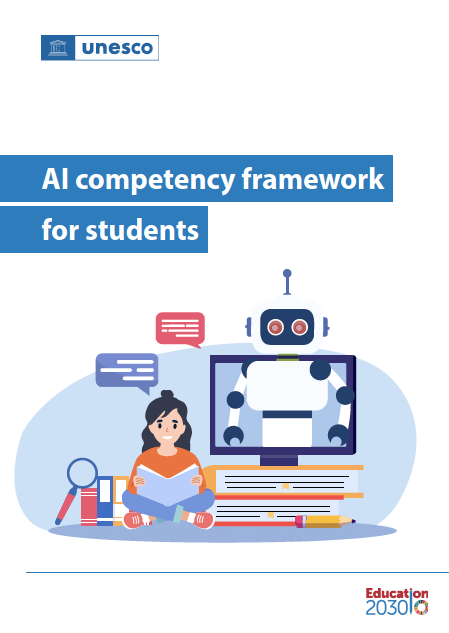 unesco
AI competency framework
for students
Education
2030